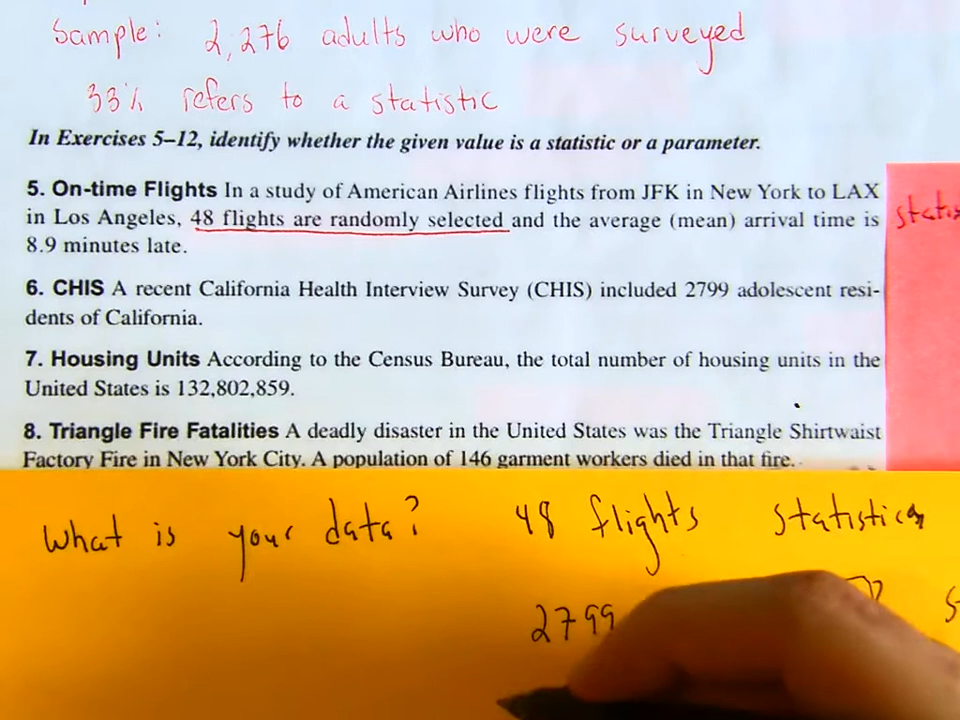 Sample: 2,276 adults who were surveyed
33% refers to a statistic
In Exercises 5–12, identify whether the given value is a statistic or a parameter.
5. On-time Flights In a study of American Airlines flights from JFK in New York to LAX
in Los Angeles, 48 flights are randomly selected and the average (mean) arrival time is
8.9 minutes late.
6. CHIS A recent California Health Interview Survey (CHIS) included 2799 adolescent resi-
dents of California.
7. Housing Units According to the Census Bureau, the total number of housing units in the
United States is 132,802,859.
8. Triangle Fire Fatalities A deadly disaster in the United States was the Triangle Shirtwaist
Factory Fire in New York City. A population of 146 garment workers died in that fire.
What is your data? 48 flights
2799